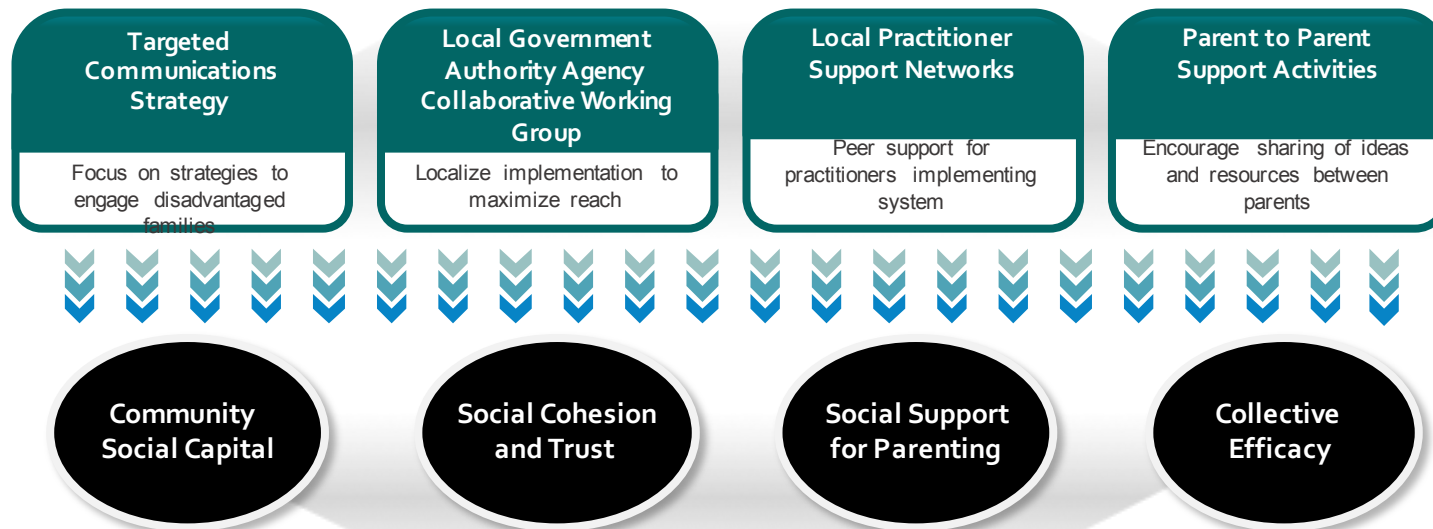 Targeted
Communications
Strategy
Focus on strategies to
engage disadvantaged
families
Local Government
Authority Agency
Collaborative Working
Group
Localize implementation to
maximize reach
Local Practitioner
Support Networks
Peer support for
practitioners implementing
system
Parent to Parent
Support Activities
Encourage sharing of ideas
and resources between
parents
Community
Social Capital
Social Cohesion
and Trust
Social Support
for Parenting
Collective
Efficacy